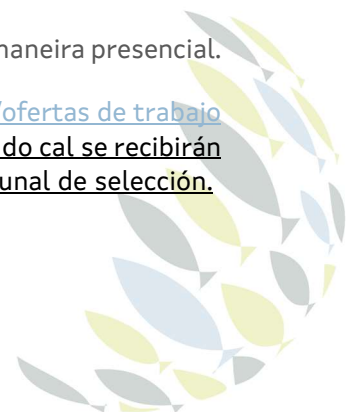 maneira presencial.
/ofertas de trabajo
do cal se recibirán
unal de selección.